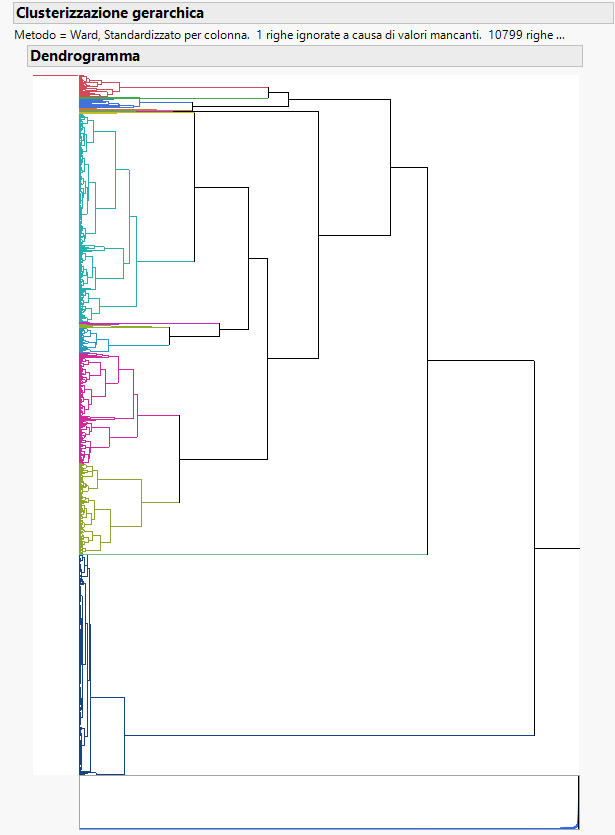 Clusterizzazione gerarchica
Metodo = Ward, Standardizzato per colonna. 1 righe ignorate a causa di valori mancanti. 10799 righe ...
Dendrogramma